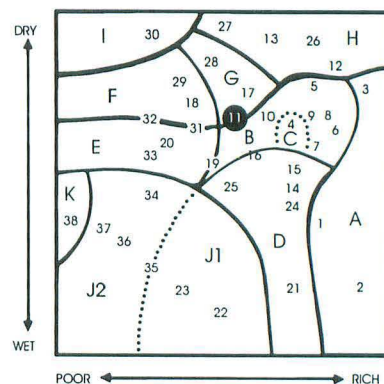 DRY
I 30 27 13 26 H
28 12
F 29 G 17 5 3
18 10 4 9 8
32 31 11 B C 6
E 20 7
33 19 16 15
K 34 25 14
38 37 24 A
36 D 1
35 J1
J2 23 21 2
22
WET
POOR RICH